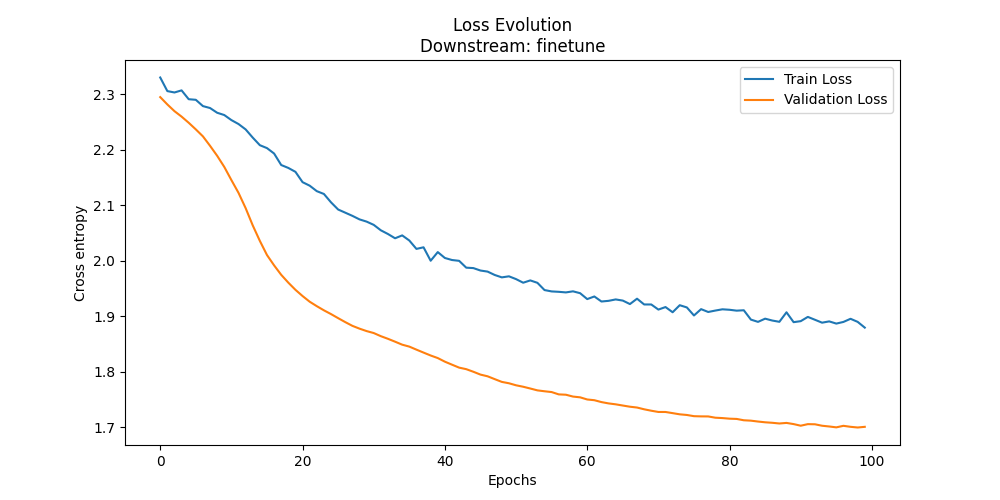 Loss Evolution
Downstream: finetune
Train Loss
Validation Loss
2.3
2.2
2.1
2.0
1.9
1.8
1.7
Cross entropy
0 20 40 60 80 100
Epochs